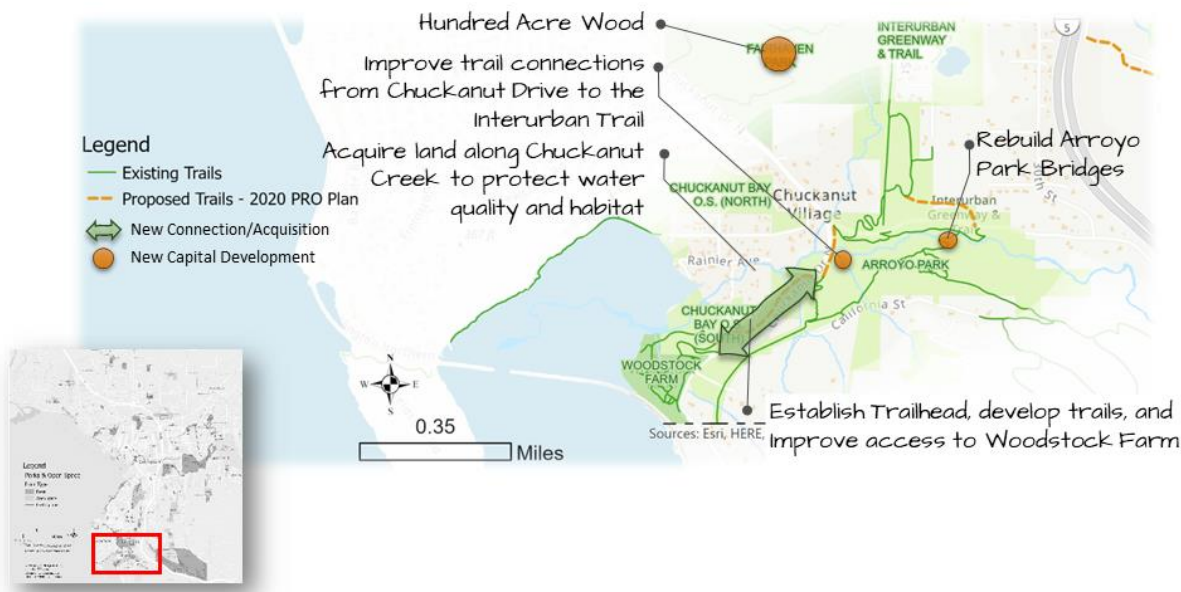 Hundred Acre Wood
Improve trail connections
from Chuckanut Drive to the
Interurban Trail
Acquire land along Chuckanut
Creek to protect water
quality and habitat
INTERURBAN
GREENWAY
& TRAIL
5
Rebuild Arroyo
Park Bridges
Legend
Existing Trails
Proposed Trails - 2020 PRO Plan
New Connection/Acquisition
New Capital Development
CHUCKANUT BAY
O.S. (NORTH)
Chuckanut
Village
Interurban
Greenway &
Rainier Ave
ARROYO PARK
California St
CHUCKANUT
BAY O.S.
(SOUTH)
WOODSTOCK
FARM
N
W E
S
0.35
Miles
Sources: Esri, HERE,
Establish Trailhead, develop trails, and
Improve access to Woodstock Farm
Legend
Parks & Open Space